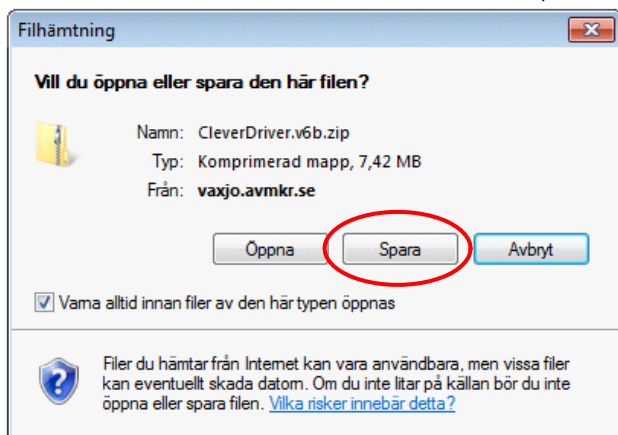 Filhämtning
Vill du öppna eller spara den här filen?
Namn: CleverDriver.v6b.zip
Typ: Komprimerad mapp, 7,42 MB
Från: vaxjo.avmkr.se
Öppna Spara Avbryt
Varna alltid innan filer av den här typen öppnas
Filer du hämtar från Internet kan vara användbara, men vissa filer
kan eventuellt skada datorn. Om du inte litar på källan bör du inte
öppna eller spara filen. Vilka risker innebär detta?